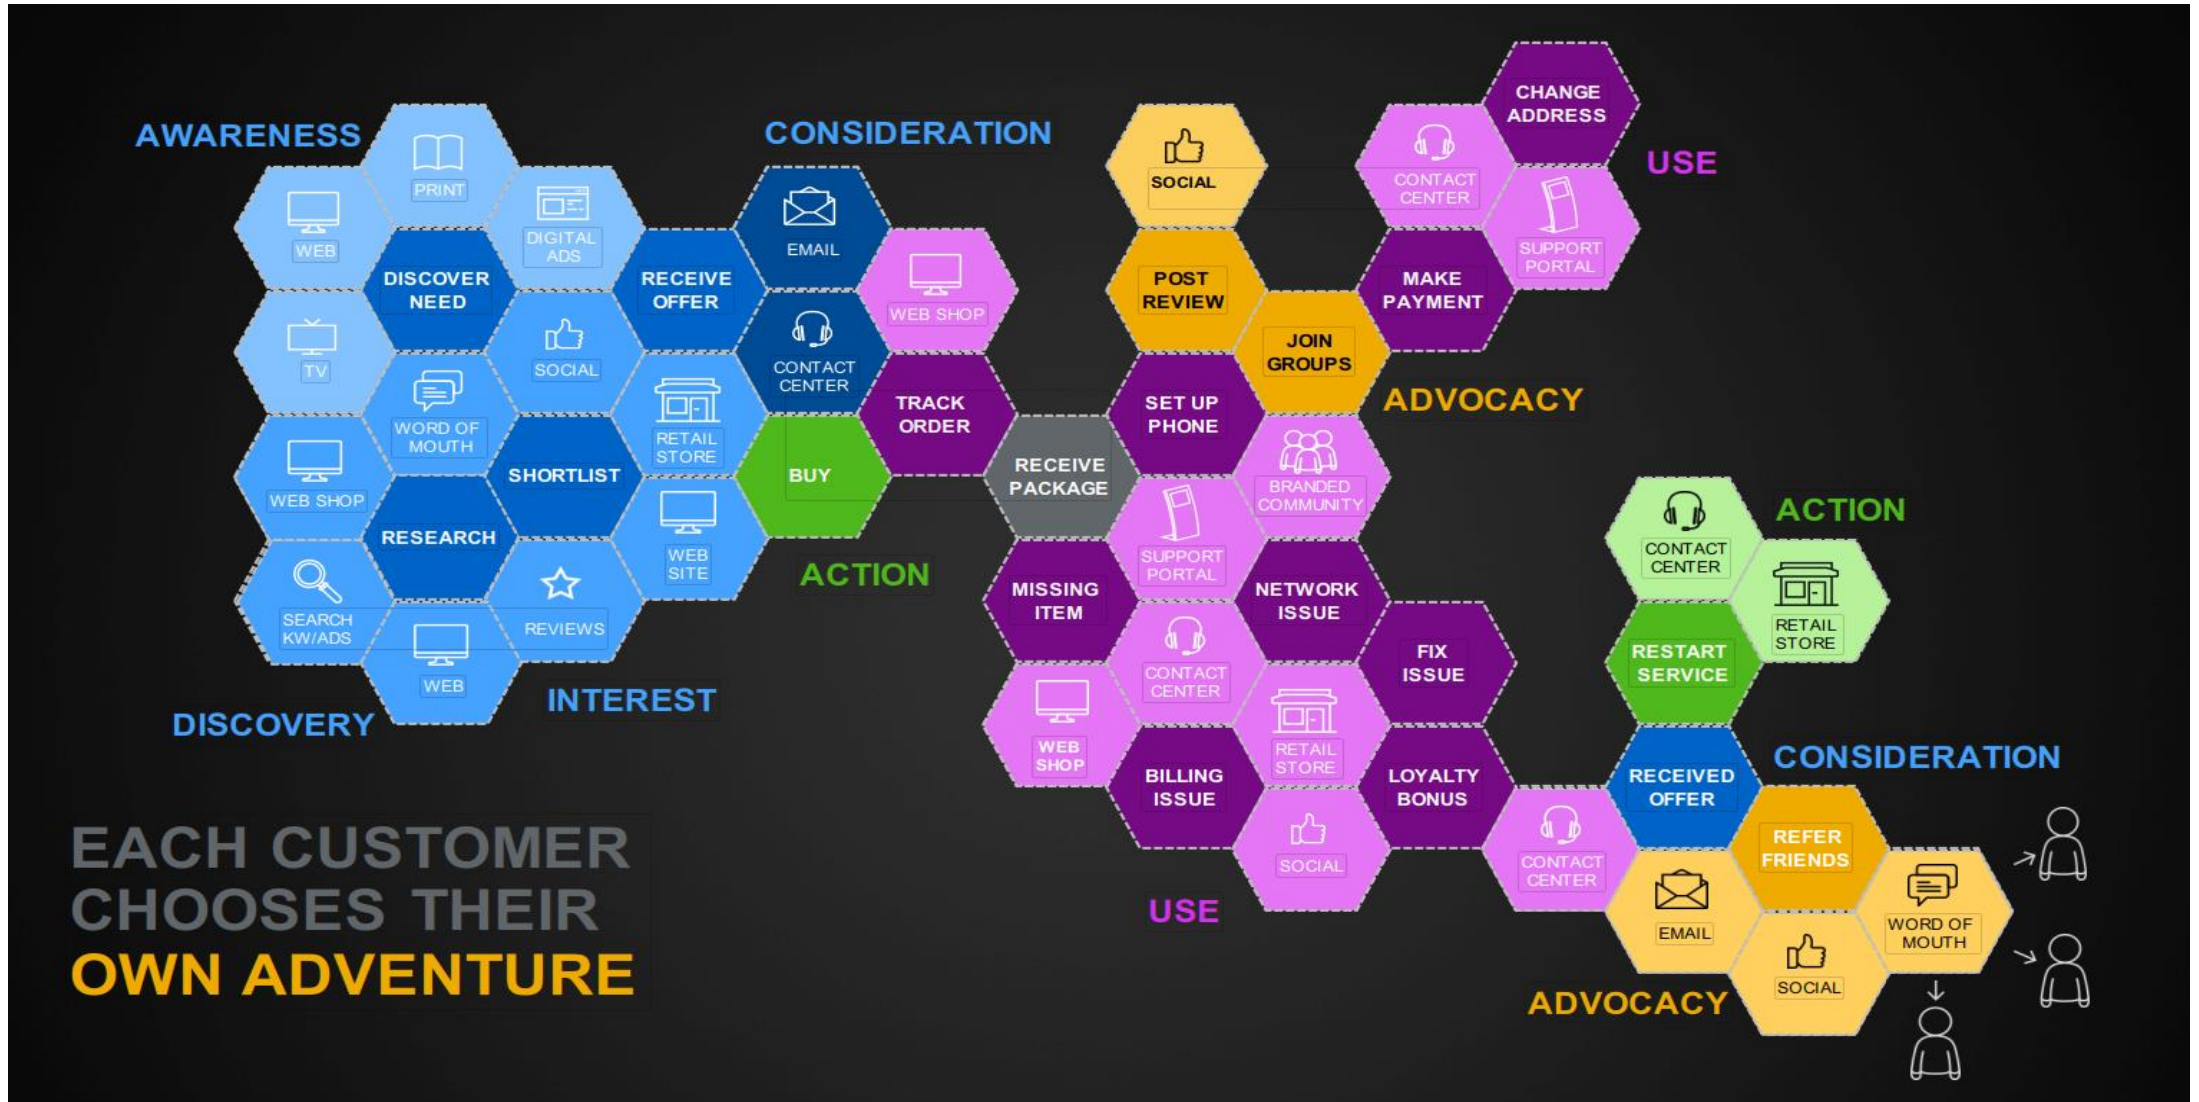 AWARENESS
PRINT
WEB
DIGITAL
ADS
DISCOVER
NEED
TV
WORD OF
MOUTH
SOCIAL
RECEIVE
OFFER
CONSIDERATION
EMAIL
CONTACT
CENTER
WEB SHOP
RETAIL
STORE
SHORTLIST
WEB SHOP
RESEARCH
SEARCH
KW/ADS
WEB
REVIEWS
WEB
SITE
DISCOVERY
INTEREST
BUY
ACTION
TRACK
ORDER
RECEIVE
PACKAGE
SOCIAL
POST
REVIEW
JOIN
GROUPS
ADVOCACY
CHANGE
ADDRESS
CONTACT
CENTER
SUPPORT
PORTAL
MAKE
PAYMENT
USE
SET UP
PHONE
BRANDED
COMMUNITY
SUPPORT
PORTAL
MISSING
ITEM
NETWORK
ISSUE
CONTACT
CENTER
WEB
SHOP
RETAIL
STORE
FIX
ISSUE
BILLING
ISSUE
LOYALTY
BONUS
SOCIAL
USE
CONTACT
CENTER
CONTACT
CENTER
RETAIL
STORE
ACTION
RESTART
SERVICE
RECEIVED
OFFER
CONSIDERATION
REFER
FRIENDS
EMAIL
SOCIAL
WORD OF
MOUTH
ADVOCACY
EACH CUSTOMER
CHOOSES THEIR
OWN ADVENTURE